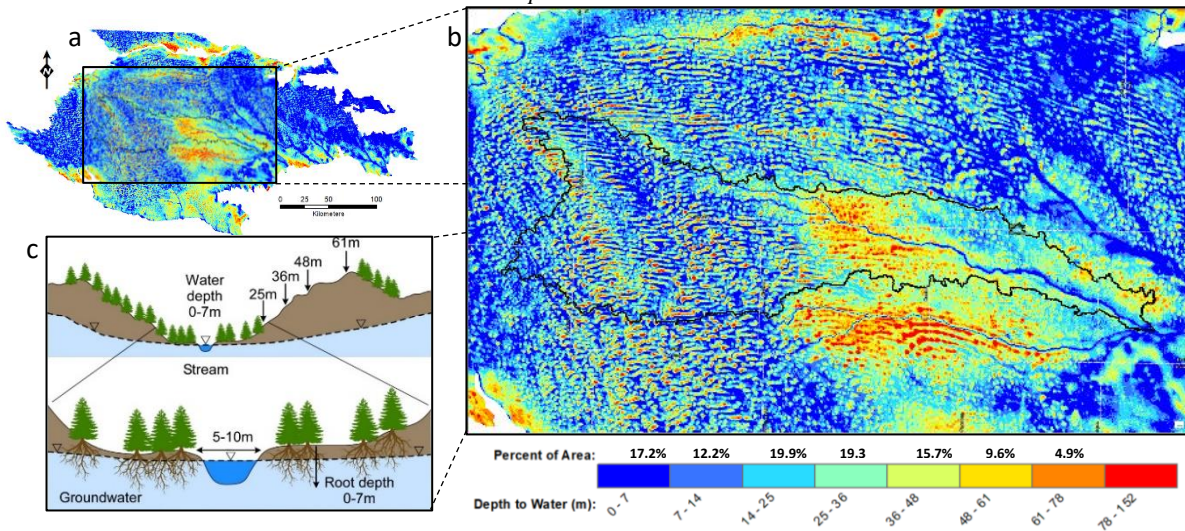 p
a
N
0 25 50 100
Kilometers
b
c
61m
48m
36m
25m
Water
depth
0-7m
Stream
5-10m
Root depth
0-7m
Groundwater
Percent of Area: 17.2% 12.2% 19.9% 19.3 15.7% 9.6% 4.9%
Depth to Water (m): 0 - 7 7 - 14 14 - 25 25 - 36 36 - 48 48 - 61 61 - 78 78 - 152